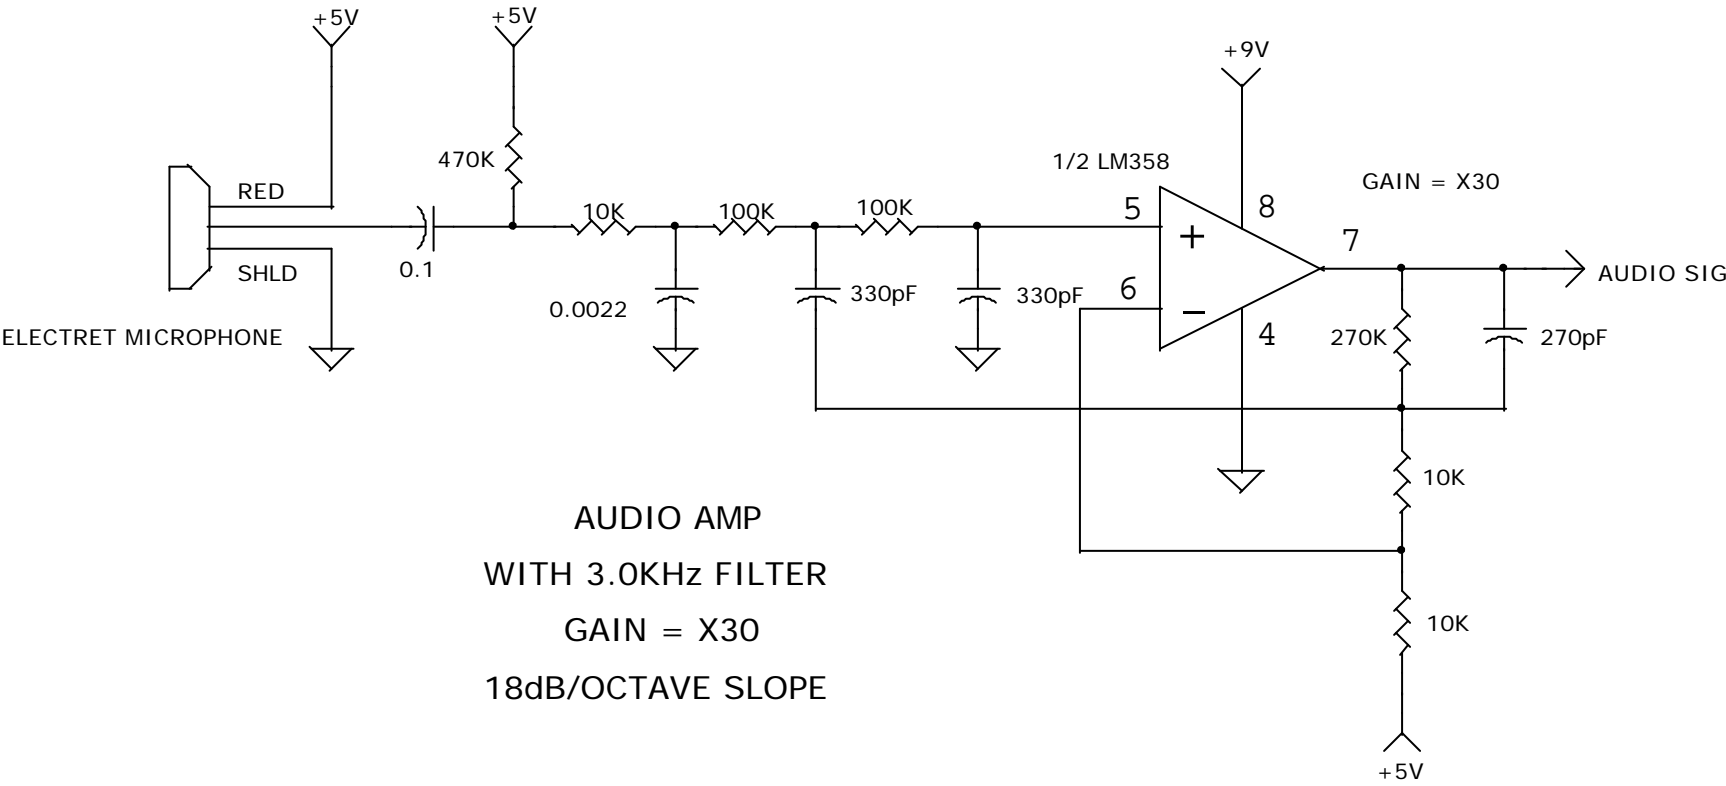 +5V
+5V
+9V
1/2 LM358
GAIN = X30
470K
RED
10K
100K
100K
5
8
7
+
0.1
SHLD
AUDIO SIG
0.0022
330pF
330pF
6
−
4
270K
270pF
ELECTRET MICROPHONE
10K
AUDIO AMP
WITH 3.0KHz FILTER
GAIN = X30
18dB/OCTAVE SLOPE
10K
+5V